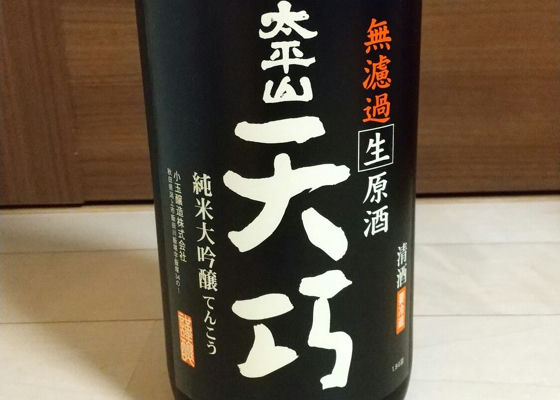 無濾過
生原酒
清酒
太平山
天巧
純米大吟醸 てんこう
小玉醸造株式会社